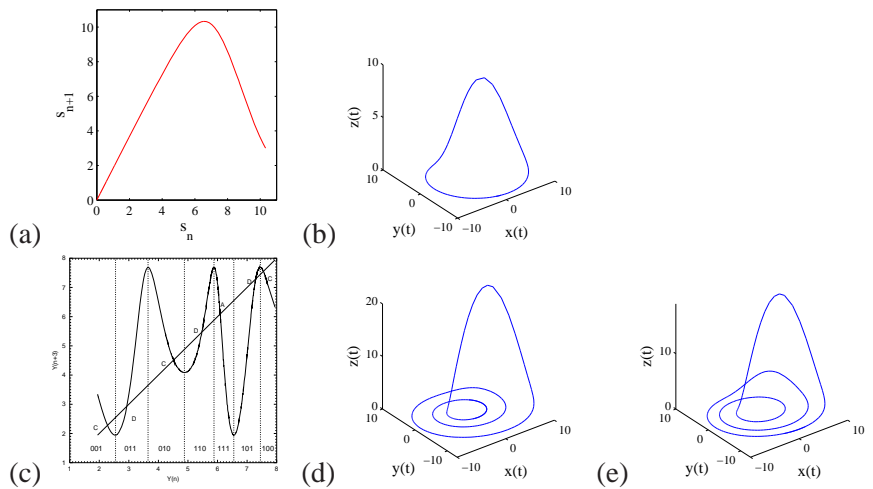 10
8
6
4
2
0
0 2 4 6 8 10
s_{n+1}
s_n
(a)
10
5
0
z(t)
10
0
−10
y(t)
−10
0
10
x(t)
(b)
8
7
6
5
4
3
2
1
1 2 3 4 5 6 7 8
Y(n+3)
Y(n)
C D C D A D C
001 011 010 110 111 101 100
(c)
20
10
0
z(t)
10
0
−10
y(t)
−10
0
10
x(t)
(d)
10
0
z(t)
10
0
−10
y(t)
−10
0
10
x(t)
(e)